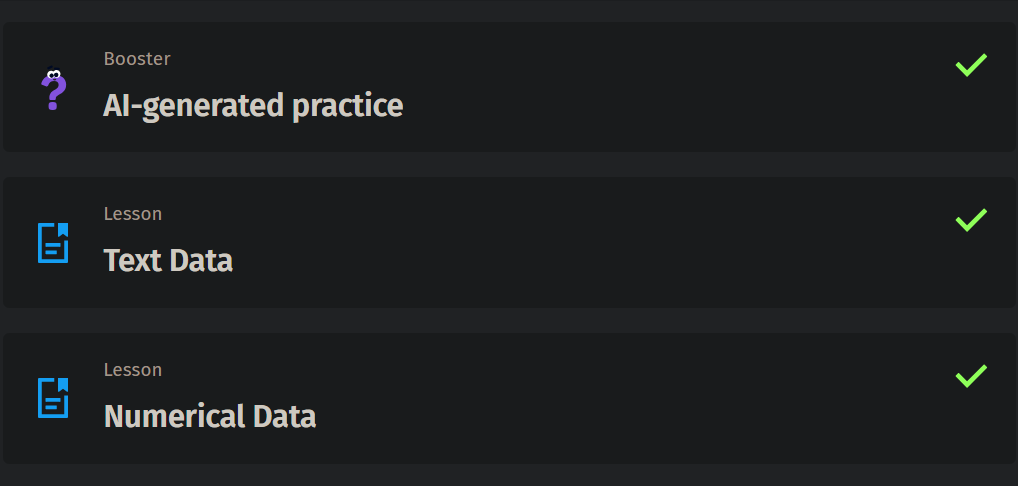 Booster
AI-generated practice
Lesson
Text Data
Lesson
Numerical Data